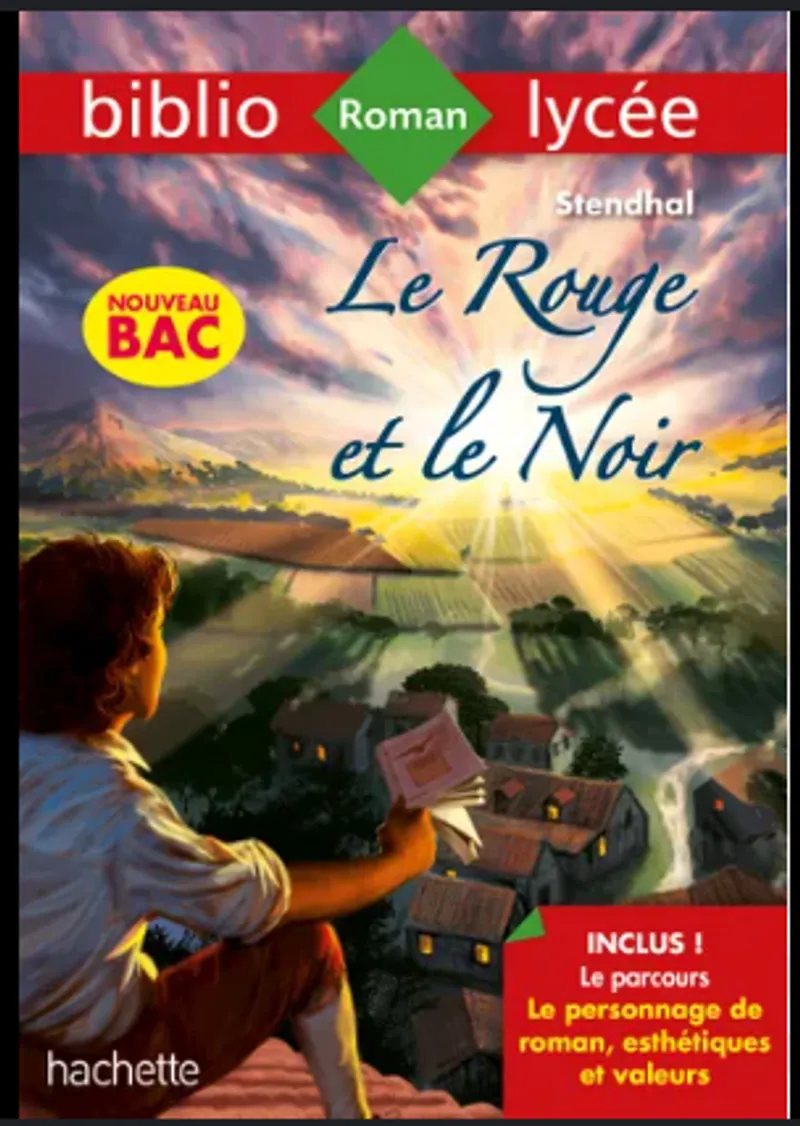 biblio Roman lycée
Stendhal
Le Rouge
et le Noir
NOUVEAU
BAC
INCLUS !
Le parcours
Le personnage de
roman, esthétiques
et valeurs
hachette